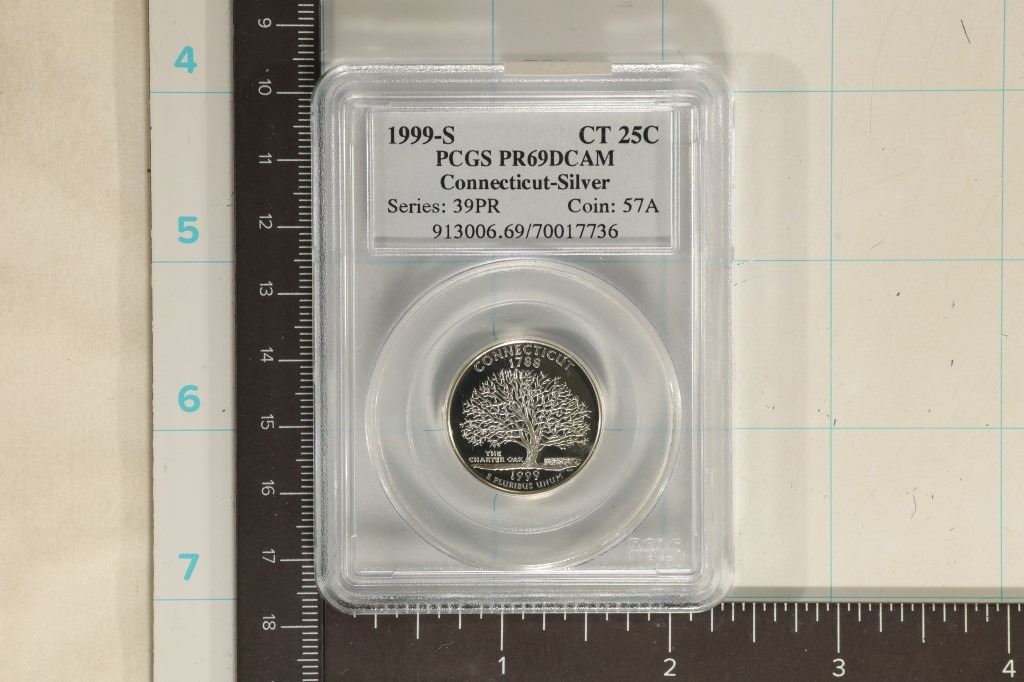 1999-S CT 25C
PCGS PR69DCAM
Connecticut-Silver
Series: 39PR Coin: 57A
913006.69/70017736
CONNECTICUT
1788
THE
CHARTER OAK
1999
E PLURIBUS UNUM
PCGS
4
5
6
7
9
10
11
12
13
14
15
16
17
18
1 2 3 4